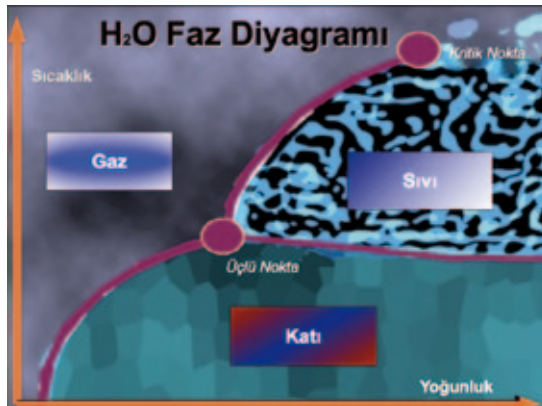 H₂O Faz Diyagramı
Kritik Nokta
Sıcaklık
Gaz
Sıvı
Üçlü Nokta
Katı
Yoğunluk